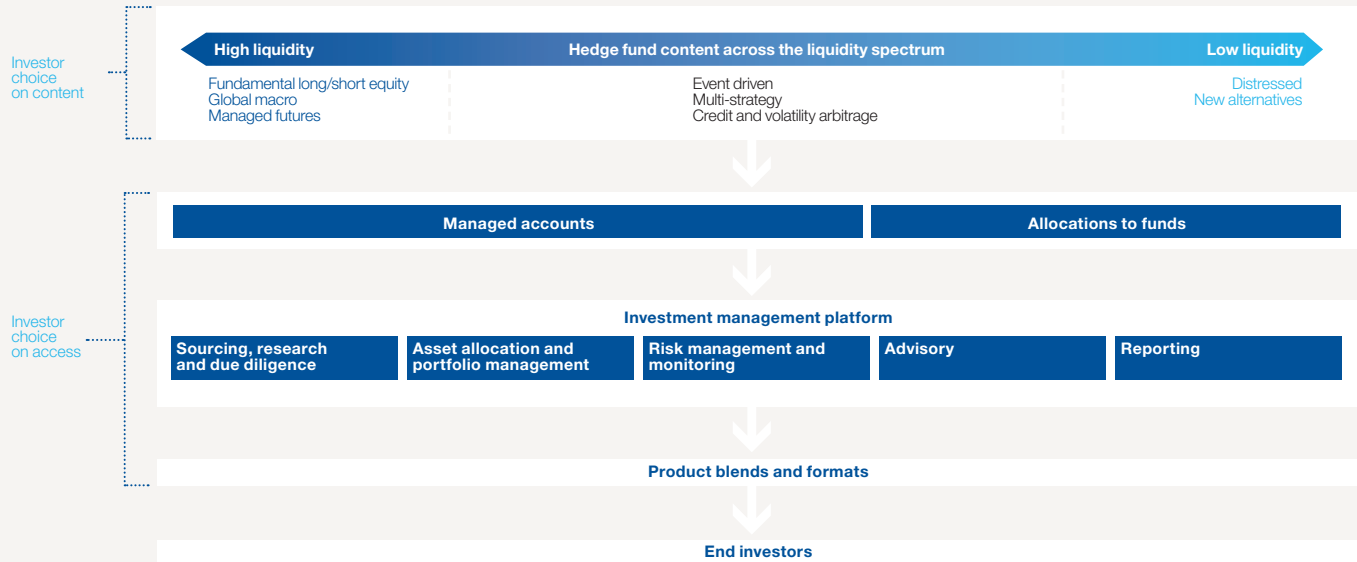 Investor
choice
on content
High liquidity
Hedge fund content across the liquidity spectrum
Low liquidity
Fundamental long/short equity
Global macro
Managed futures
Event driven
Multi-strategy
Credit and volatility arbitrage
Distressed
New alternatives
Investor
choice
on access
Managed accounts
Allocations to funds
Investment management platform
Sourcing, research
and due diligence
Asset allocation and
portfolio management
Risk management and
monitoring
Advisory
Reporting
Product blends and formats
End investors